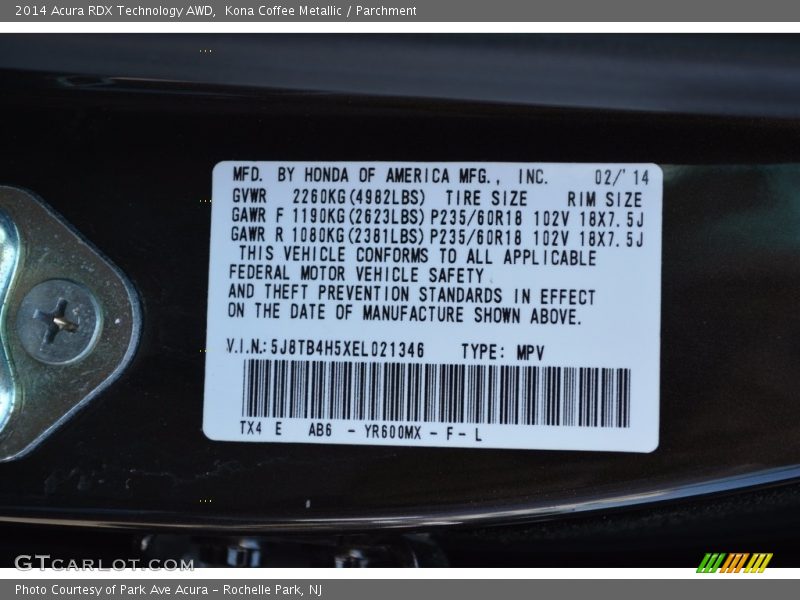 2014 Acura RDX Technology AWD,  Kona Coffee Metallic / Parchment
MFD. BY HONDA OF AMERICA MFG., INC. 02/'14
GVWR 2260KG(4982LBS) TIRE SIZE RIM SIZE
GAWR F 1190KG(2623LBS) P235/60R18 102V 18X7.5J
GAWR R 1080KG(2381LBS) P235/60R18 102V 18X7.5J
THIS VEHICLE CONFORMS TO ALL APPLICABLE
FEDERAL MOTOR VEHICLE SAFETY
AND THEFT PREVENTION STANDARDS IN EFFECT
ON THE DATE OF MANUFACTURE SHOWN ABOVE.
V.I.N.: 5J8TB4H5XEL021346 TYPE: MPV
TX4 E AB6 - YR600MX - F - L
GTCARLOT.COM
Photo Courtesy of Park Ave Acura - Rochelle Park, NJ